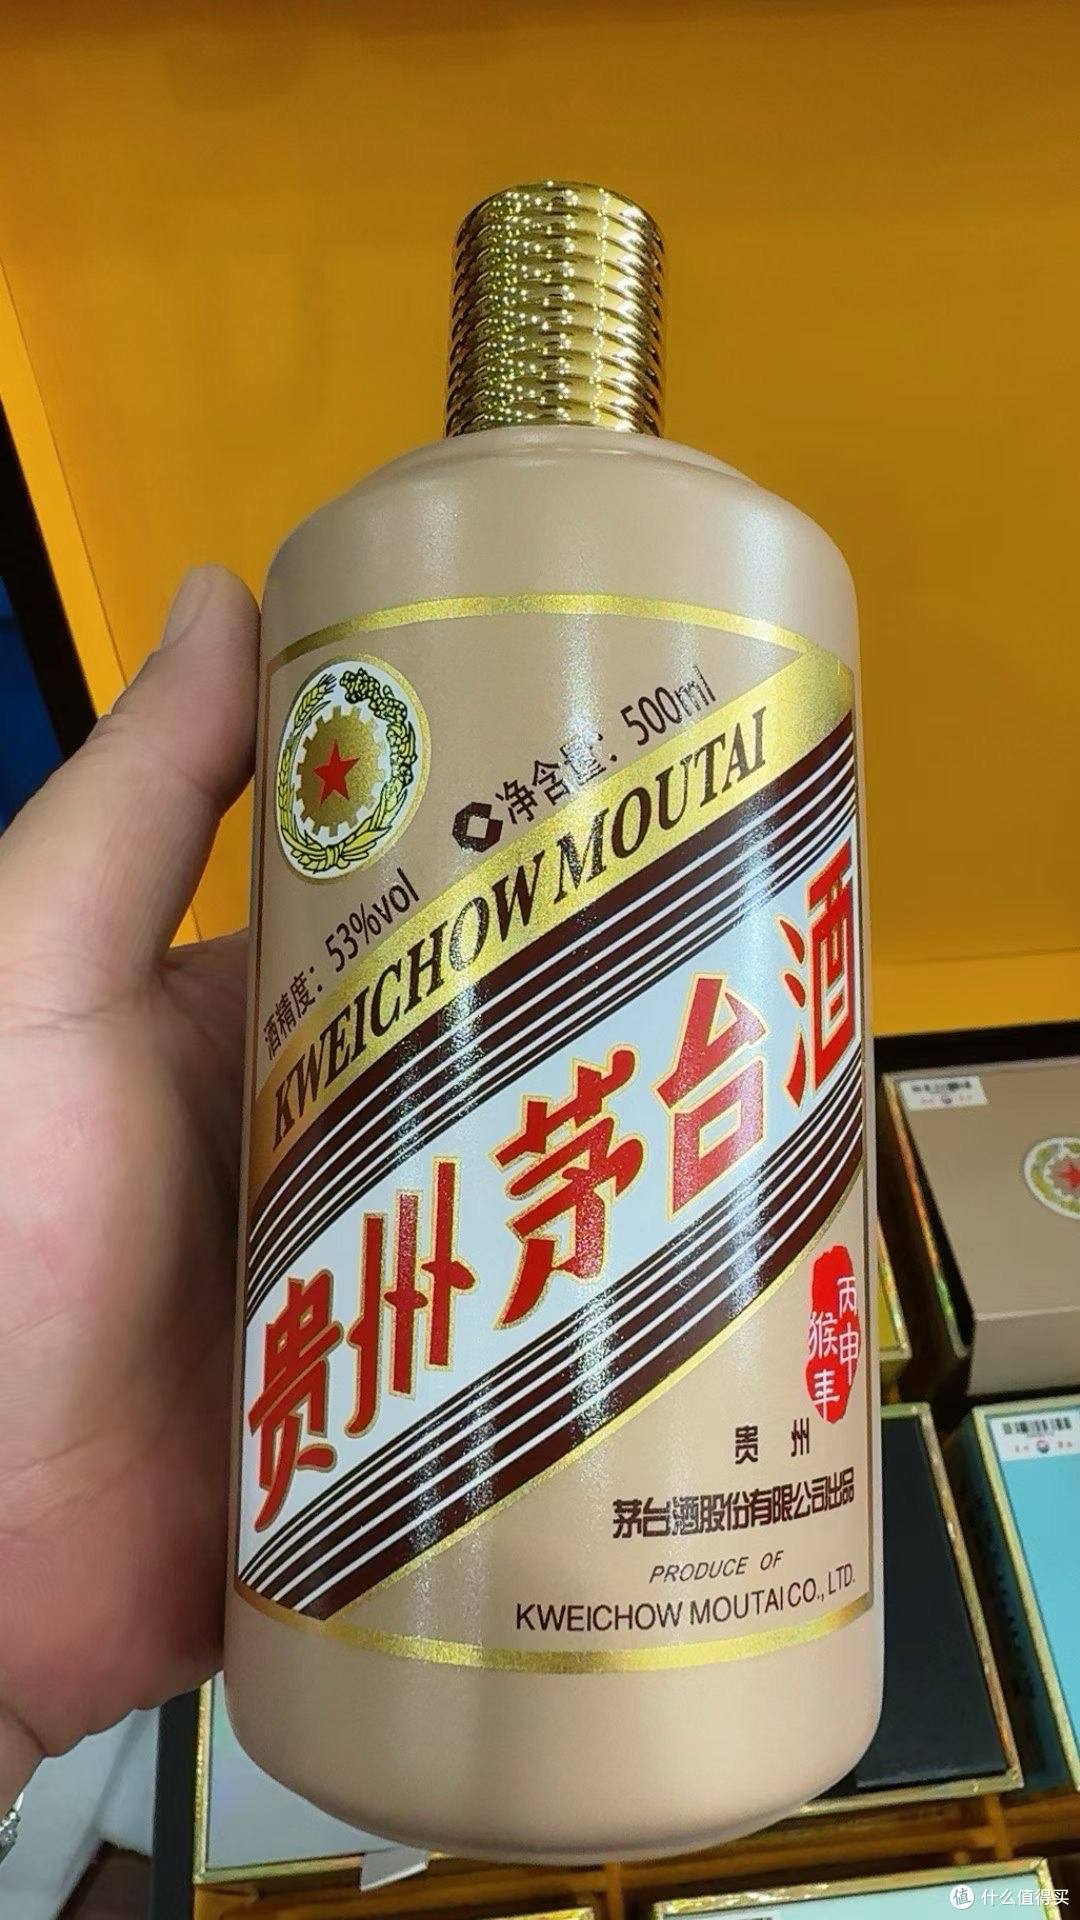 净含量：500ml
酒精度：53%vol
KWEICHOW MOUTAI
贵州茅台酒
丙申
猴年
贵州
茅台酒股份有限公司出品
PRODUCE OF
KWEICHOW MOUTAI CO., LTD.
值 什么值得买